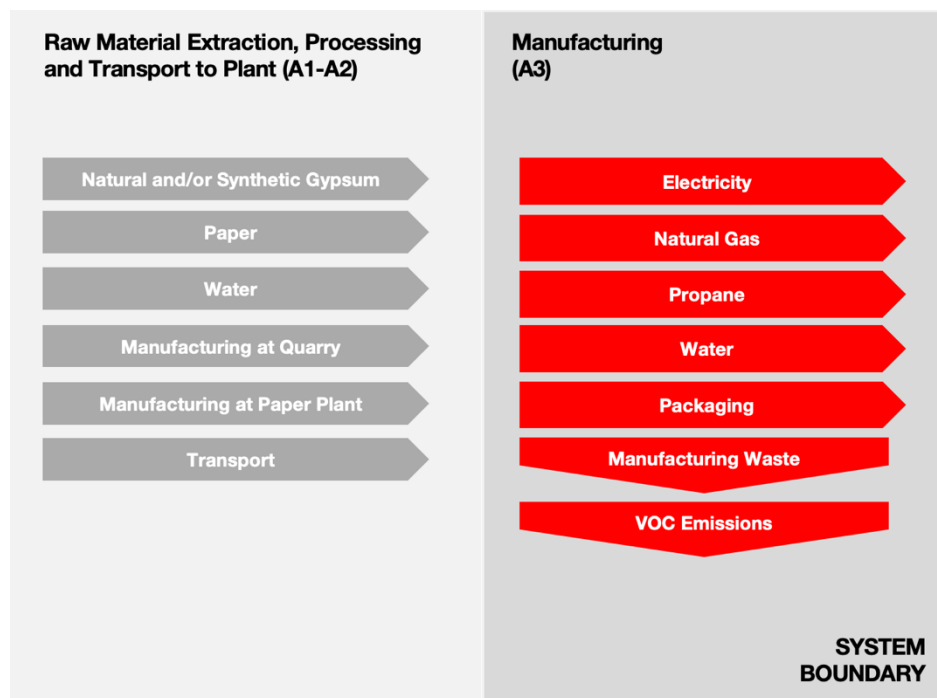 Raw Material Extraction, Processing
and Transport to Plant (A1-A2)
Natural and/or Synthetic Gypsum
Paper
Water
Manufacturing at Quarry
Manufacturing at Paper Plant
Transport
Manufacturing
(A3)
Electricity
Natural Gas
Propane
Water
Packaging
Manufacturing Waste
VOC Emissions
SYSTEM
BOUNDARY